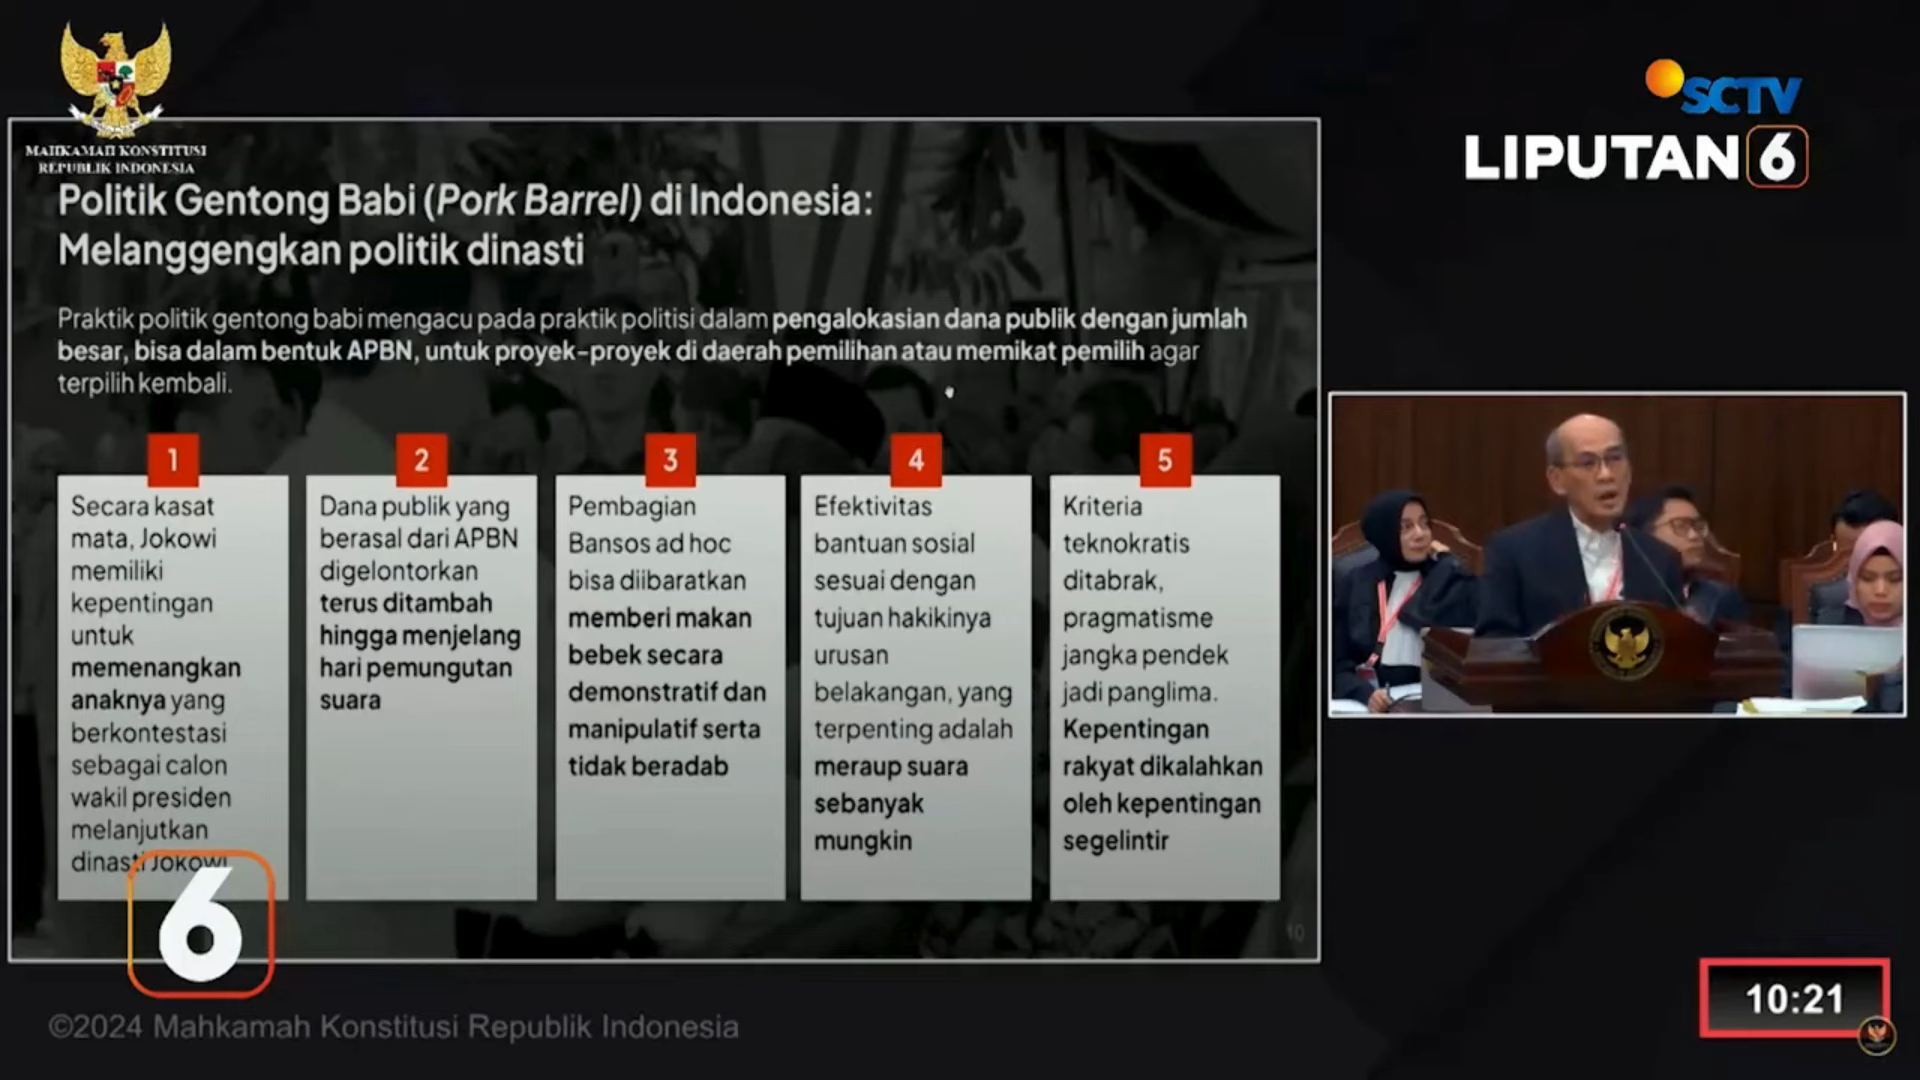 MAHKAMAH KONSTITUSI
REPUBLIK INDONESIA
SCTV
LIPUTAN 6
Politik Gentong Babi (Pork Barrel) di Indonesia:
Melanggengkan politik dinasti
Praktik politik gentong babi mengacu pada praktik politisi dalam pengalokasian dana publik dengan jumlah
besar, bisa dalam bentuk APBN, untuk proyek-proyek di daerah pemilihan atau memikat pemilih agar
terpilih kembali.
1
Secara kasat
mata, Jokowi
memiliki
kepentingan
untuk
memenangkan
anaknya yang
berkontestasi
sebagai calon
wakil presiden
melanjutkan
dinasti Jokowi
2
Dana publik yang
berasal dari APBN
digelontorkan
terus ditambah
hingga menjelang
hari pemungutan
suara
3
Pembagian
Bansos ad hoc
bisa diibaratkan
memberi makan
bebek secara
demonstratif dan
manipulatif serta
tidak beradab
4
Efektivitas
bantuan sosial
sesuai dengan
tujuan hakikinya
urusan
belakangan, yang
terpenting adalah
meraup suara
sebanyak
mungkin
5
Kriteria
teknokratis
ditabrak,
pragmatisme
jangka pendek
jadi panglima.
Kepentingan
rakyat dikalahkan
oleh kepentingan
segelintir
10
6
10:21
©2024 Mahkamah Konstitusi Republik Indonesia